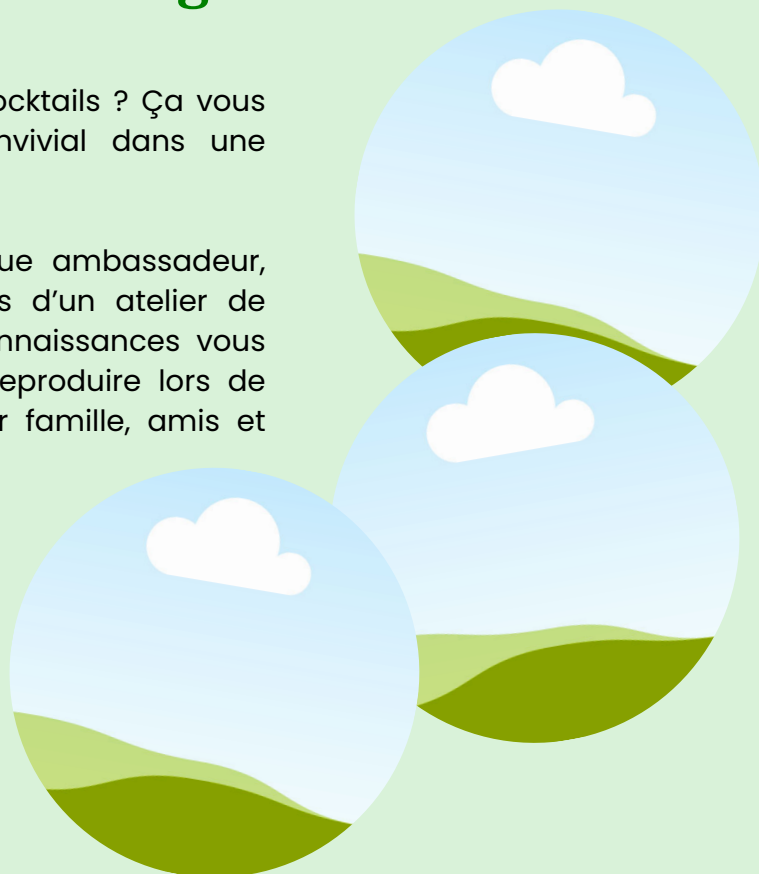 g
ocktails ? Ça vous
nvivial dans une
ue ambassadeur,
s d’un atelier de
nnaissances vous
eproduire lors de
r famille, amis et